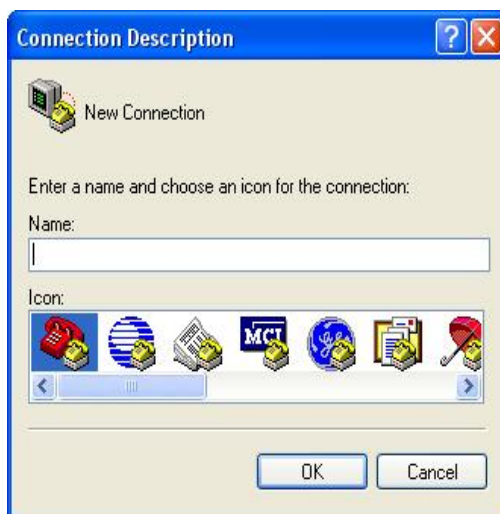 Connection Description
New Connection
Enter a name and choose an icon for the connection:
Name:
Icon:
MCI
OK
Cancel